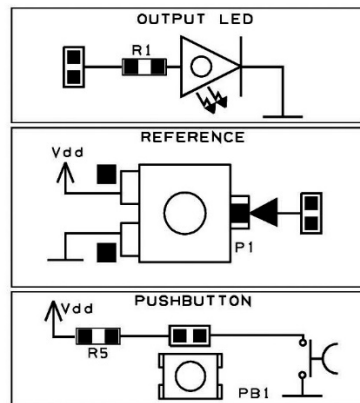 OUTPUT LED
R1
REFERENCE
Vdd
P1
PUSHBUTTON
Vdd
R5
PB1